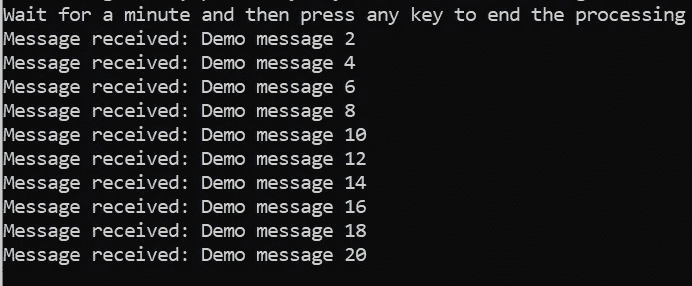 Wait for a minute and then press any key to end the processing
Message received: Demo message 2
Message received: Demo message 4
Message received: Demo message 6
Message received: Demo message 8
Message received: Demo message 10
Message received: Demo message 12
Message received: Demo message 14
Message received: Demo message 16
Message received: Demo message 18
Message received: Demo message 20